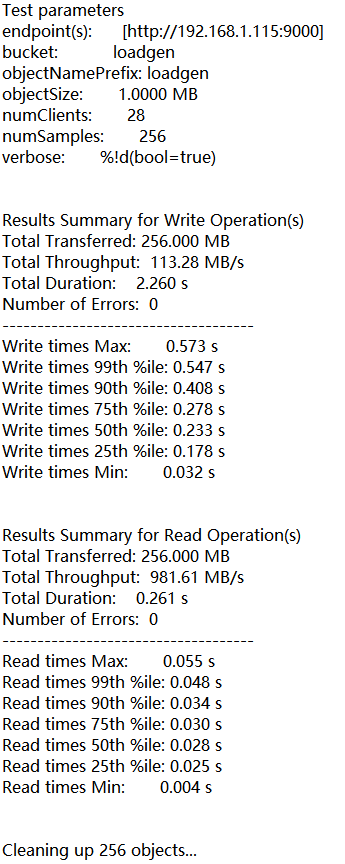 Test parameters
endpoint(s): [http://192.168.1.115:9000]
bucket: loadgen
objectNamePrefix: loadgen
objectSize: 1.0000 MB
numClients: 28
numSamples: 256
verbose: %!d(bool=true)
Results Summary for Write Operation(s)
Total Transferred: 256.000 MB
Total Throughput: 113.28 MB/s
Total Duration: 2.260 s
Number of Errors: 0
------------------------------------
Write times Max: 0.573 s
Write times 99th %ile: 0.547 s
Write times 90th %ile: 0.408 s
Write times 75th %ile: 0.278 s
Write times 50th %ile: 0.233 s
Write times 25th %ile: 0.178 s
Write times Min: 0.032 s
Results Summary for Read Operation(s)
Total Transferred: 256.000 MB
Total Throughput: 981.61 MB/s
Total Duration: 0.261 s
Number of Errors: 0
------------------------------------
Read times Max: 0.055 s
Read times 99th %ile: 0.048 s
Read times 90th %ile: 0.034 s
Read times 75th %ile: 0.030 s
Read times 50th %ile: 0.028 s
Read times 25th %ile: 0.025 s
Read times Min: 0.004 s
Cleaning up 256 objects...